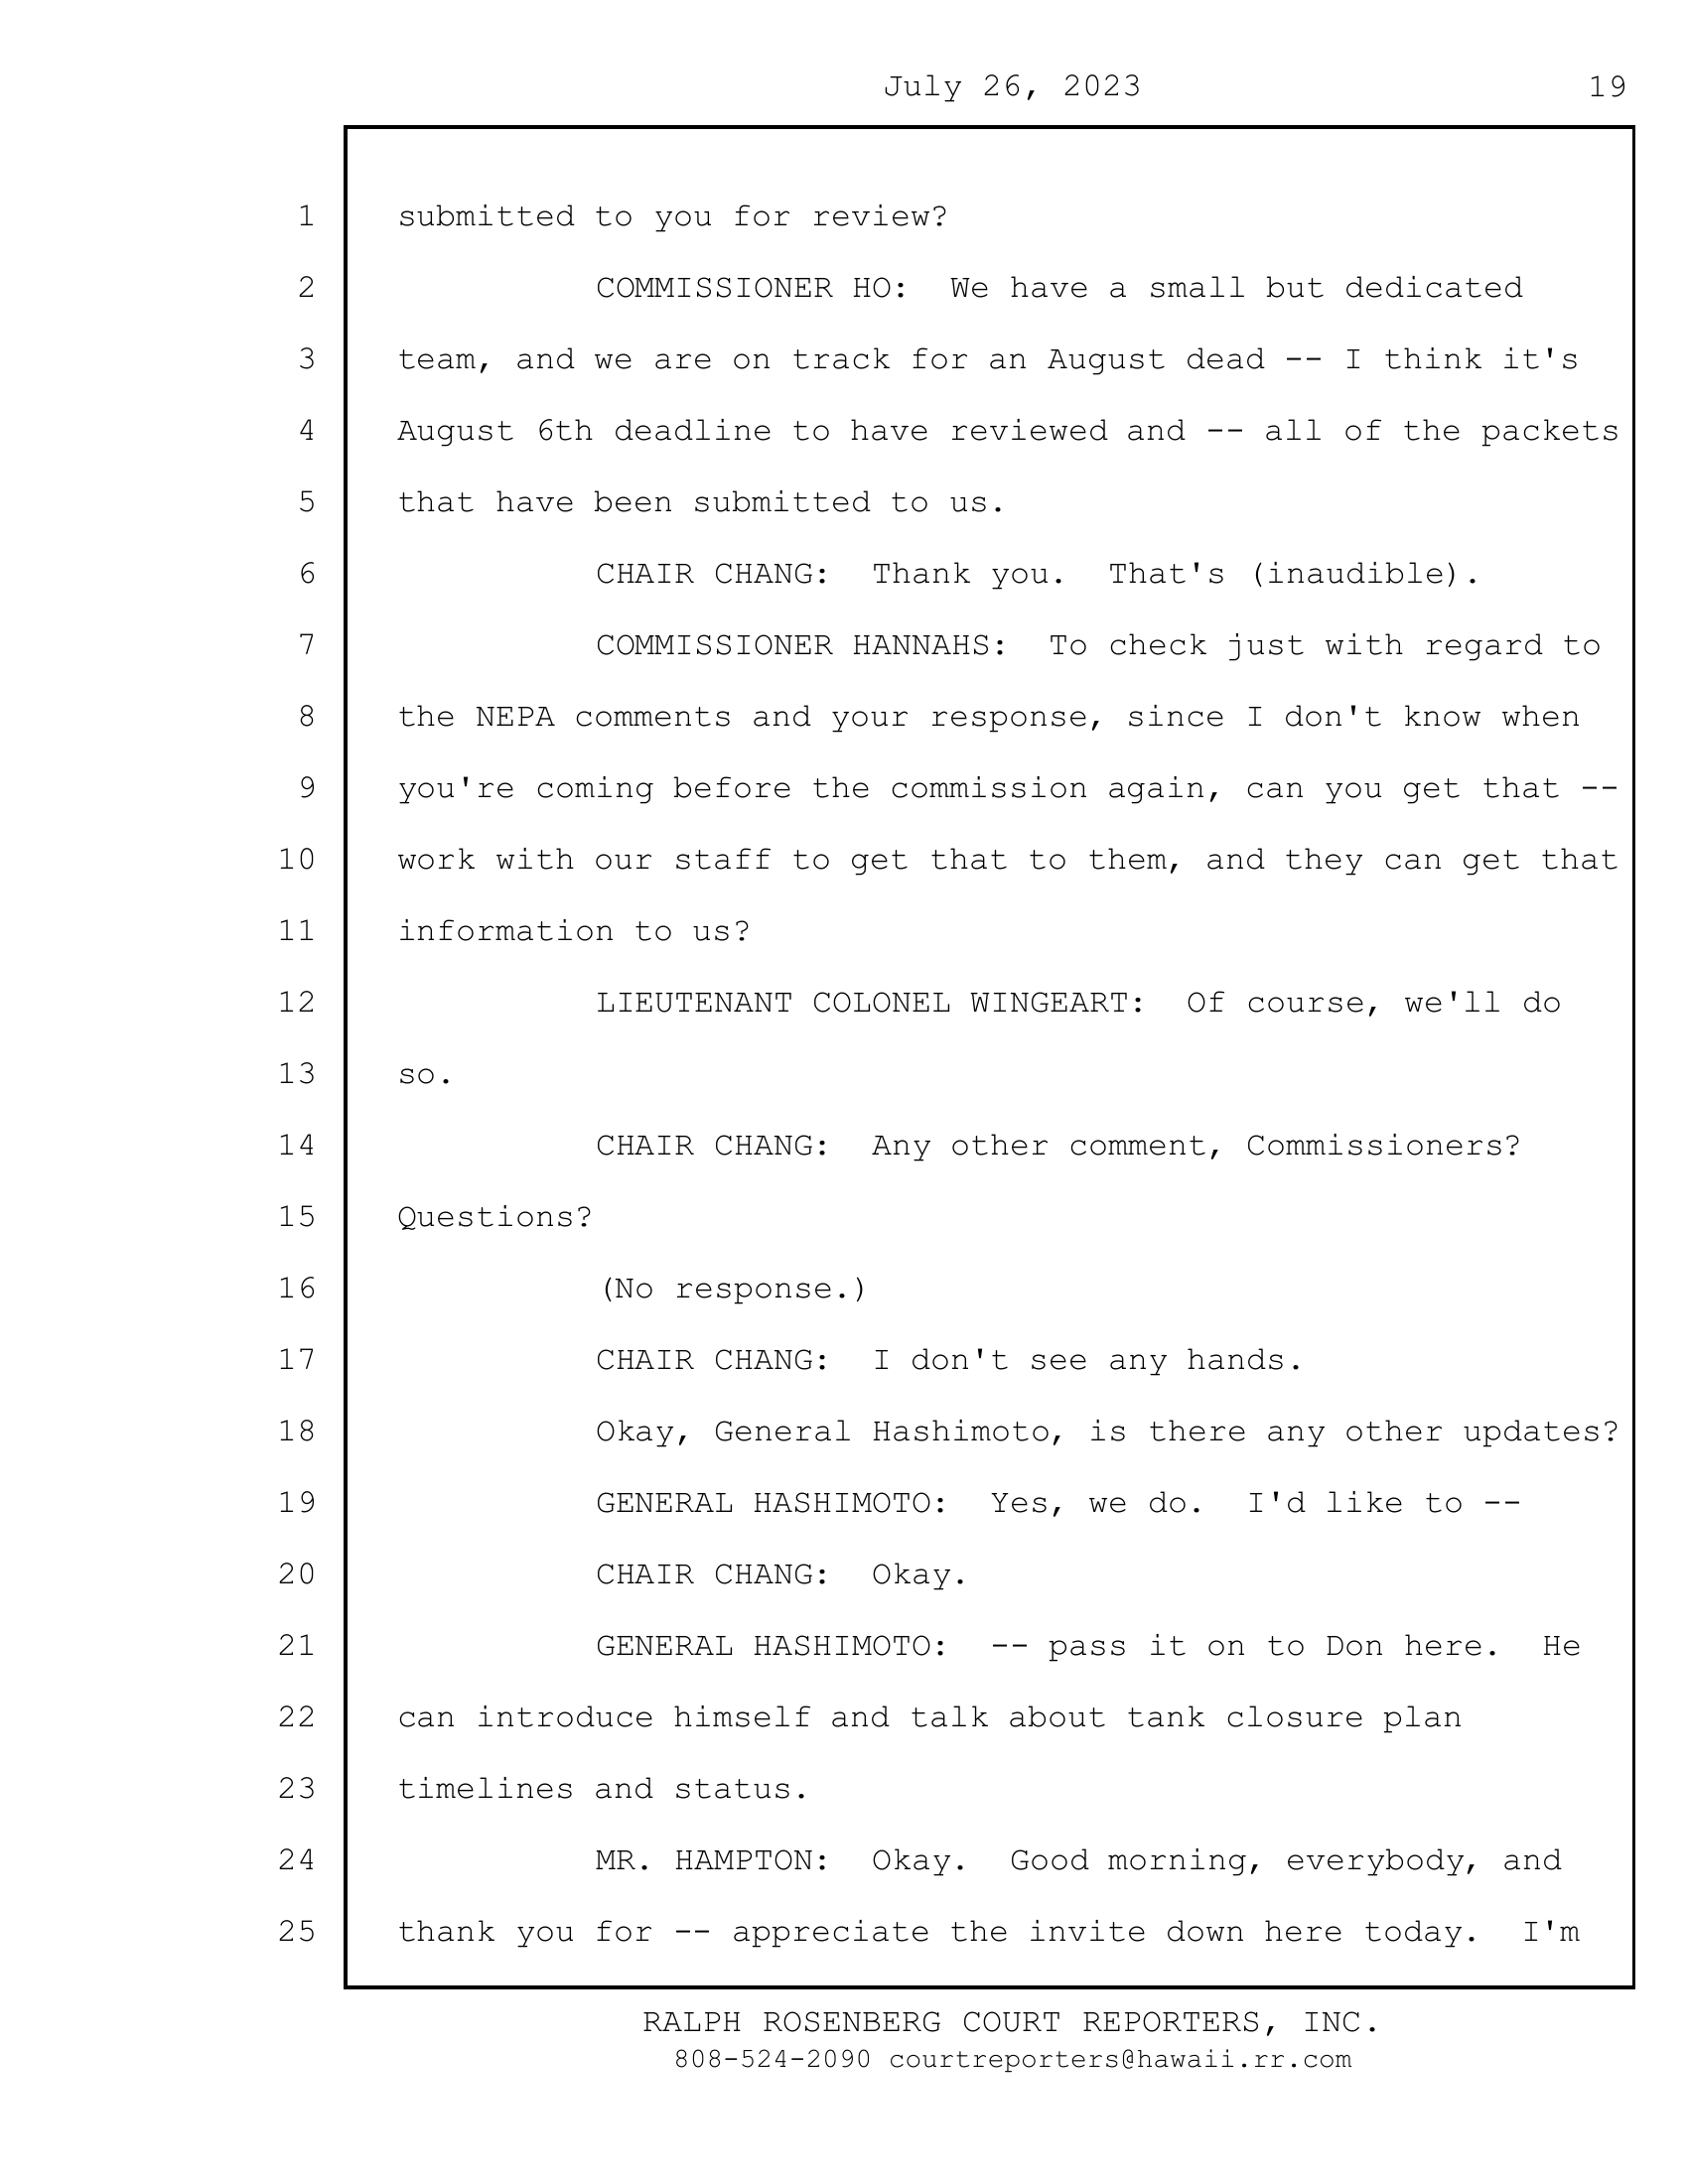 July 26, 2023 19
1 submitted to you for review?
2 COMMISSIONER HO: We have a small but dedicated
3 team, and we are on track for an August dead -- I think it's
4 August 6th deadline to have reviewed and -- all of the packets
5 that have been submitted to us.
6 CHAIR CHANG: Thank you. That's (inaudible).
7 COMMISSIONER HANNAHS: To check just with regard to
8 the NEPA comments and your response, since I don't know when
9 you're coming before the commission again, can you get that --
10 work with our staff to get that to them, and they can get that
11 information to us?
12 LIEUTENANT COLONEL WINGEART: Of course, we'll do
13 so.
14 CHAIR CHANG: Any other comment, Commissioners?
15 Questions?
16 (No response.)
17 CHAIR CHANG: I don't see any hands.
18 Okay, General Hashimoto, is there any other updates?
19 GENERAL HASHIMOTO: Yes, we do. I'd like to --
20 CHAIR CHANG: Okay.
21 GENERAL HASHIMOTO: -- pass it on to Don here. He
22 can introduce himself and talk about tank closure plan
23 timelines and status.
24 MR. HAMPTON: Okay. Good morning, everybody, and
25 thank you for -- appreciate the invite down here today. I'm
RALPH ROSENBERG COURT REPORTERS, INC.
808-524-2090 courtreporters@hawaii.rr.com